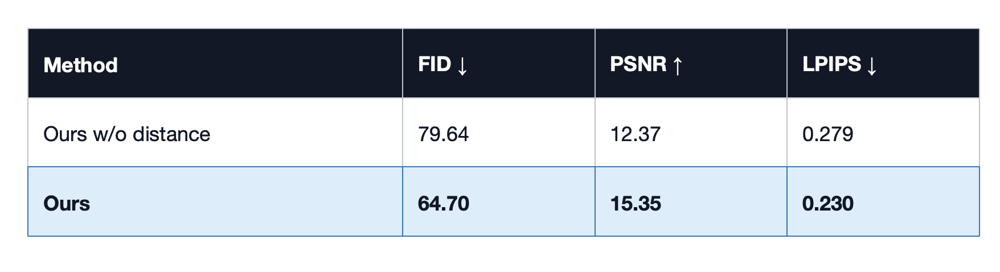 Method FID ↓ PSNR ↑ LPIPS ↓
Ours w/o distance 79.64 12.37 0.279
Ours 64.70 15.35 0.230